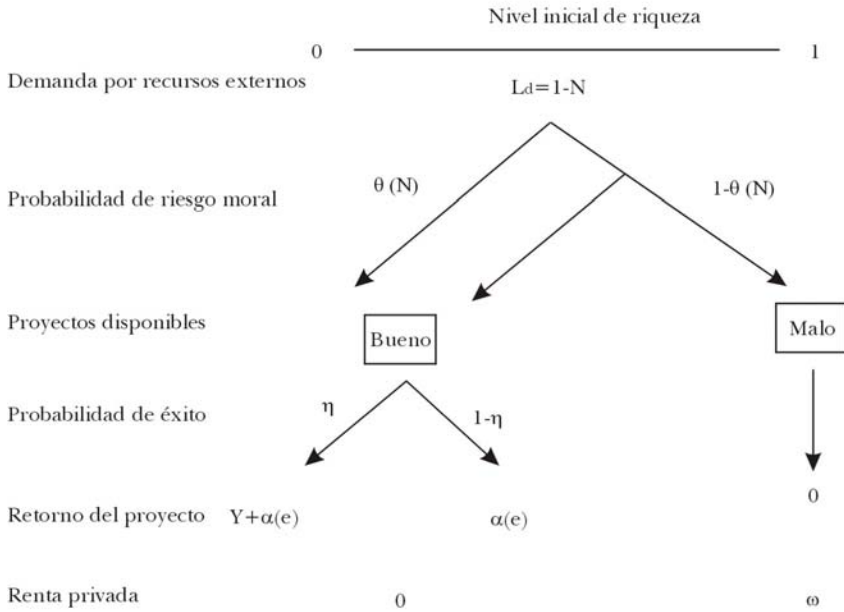 Nivel inicial de riqueza
0
1
Demanda por recursos externos
Ld=1-N
Probabilidad de riesgo moral
θ (N)
1-θ (N)
Proyectos disponibles
Bueno
Malo
Probabilidad de éxito
η
1-η
Retorno del proyecto
Y+α(e)
α(e)
0
Renta privada
0
ω